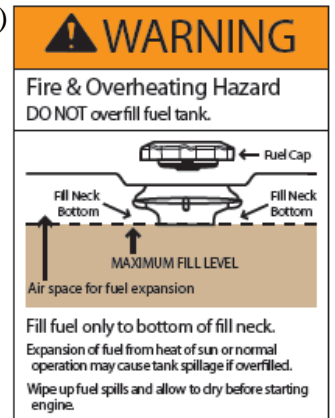 )
WARNING
Fire & Overheating Hazard
DO NOT overfill fuel tank.
Fuel Cap
Fill Neck
Bottom
Fill Neck
Bottom
MAXIMUM FILL LEVEL
Air space for fuel expansion
Fill fuel only to bottom of fill neck.
Expansion of fuel from heat of sun or normal
operation may cause tank spillage if overfilled.
Wipe up fuel spills and allow to dry before starting
engine.